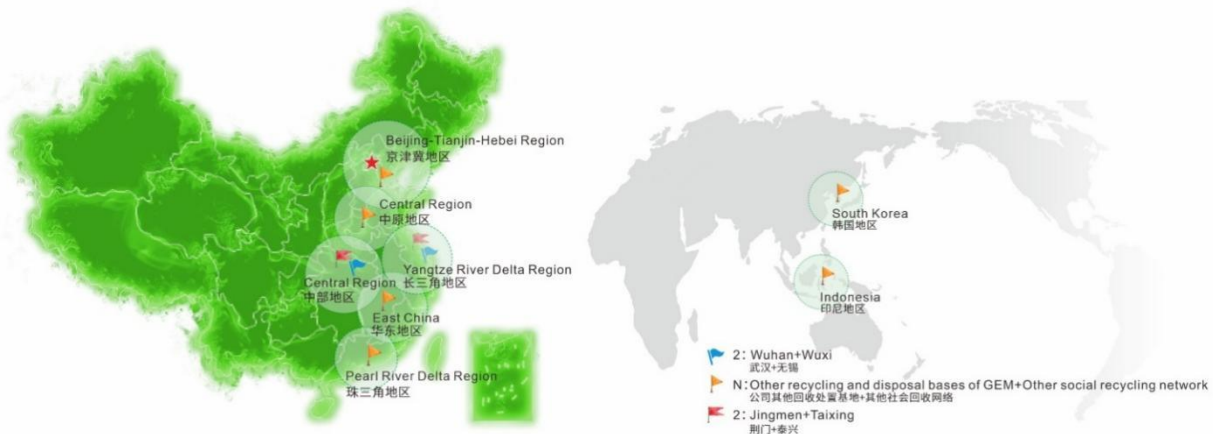 Beijing-Tianjin-Hebei Region
京津冀地区
Central Region
中原地区
Yangtze River Delta Region
长三角地区
Central Region
中部地区
East China
华东地区
Pearl River Delta Region
珠三角地区
South Korea
韩国地区
Indonesia
印尼地区
2: Wuhan+Wuxi
武汉+无锡
N:Other recycling and disposal bases of GEM+Other social recycling network
公司其他回收处置基地+其他社会回收网络
2: Jingmen+Taixing
荆门+泰兴